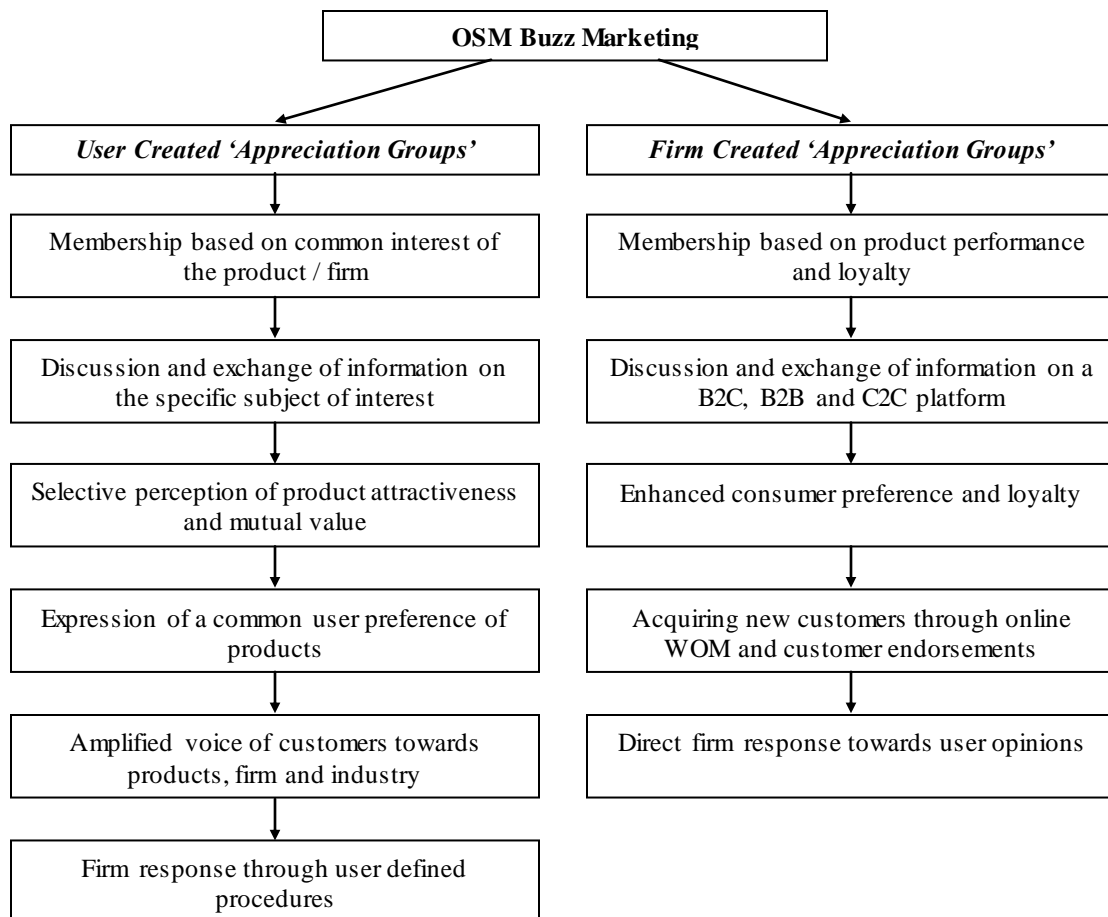 OSM Buzz Marketing
User Created ‘Appreciation Groups’
Membership based on common interest of
the product / firm
Discussion and exchange of information on
the specific subject of interest
Selective perception of product attractiveness
and mutual value
Expression of a common user preference of
products
Amplified voice of customers towards
products, firm and industry
Firm response through user defined
procedures
Firm Created ‘Appreciation Groups’
Membership based on product performance
and loyalty
Discussion and exchange of information on a
B2C, B2B and C2C platform
Enhanced consumer preference and loyalty
Acquiring new customers through online
WOM and customer endorsements
Direct firm response towards user opinions